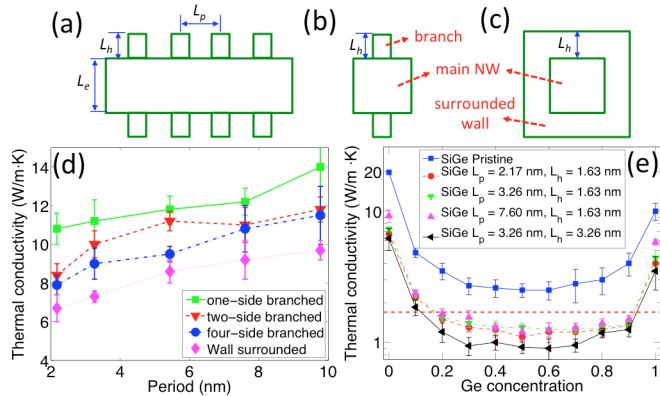 (a)
L_p
L_h
L_e
(b)
L_h
branch
main NW
surrounded
wall
(c)
L_h
(d)
Thermal conductivity (W/m·K)
14
12
10
8
6
4
2 4 6 8 10
Period (nm)
one-side branched
two-side branched
four-side branched
Wall surrounded
(e)
Thermal conductivity (W/m ·K)
20
10
1
0 0.2 0.4 0.6 0.8 1
Ge concentration
SiGe Pristine
SiGe L_p = 2.17 nm, L_h = 1.63 nm
SiGe L_p = 3.26 nm, L_h = 1.63 nm
SiGe L_p = 7.60 nm, L_h = 1.63 nm
SiGe L_p = 3.26 nm, L_h = 3.26 nm